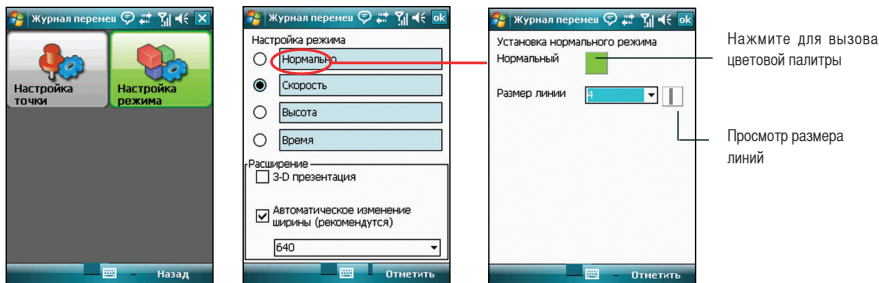 Журнал перемещ
Настройка
точки
Настройка
режима
Назад
Журнал перемещ
ok
Настройка режима
Нормально
Скорость
Высота
Время
Расширение
3-D презентация
Автоматическое изменение
ширины (рекомендутся)
640
Отметить
Журнал перемещ
ok
Установка нормального режима
Нормальный
Размер линии
4
Отметить
Нажмите для вызова
цветовой палитры
Просмотр размера
линий